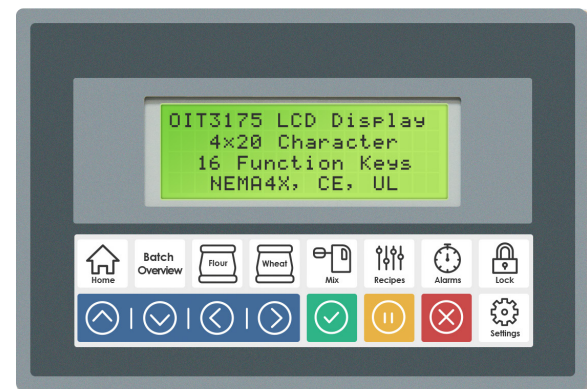 OIT3175 LCD Display
4x20 Character
16 Function Keys
NEMA4X, CE, UL
Home
Batch
Overview
Flour
Wheat
Mix
Recipes
Alarms
Lock
Settings